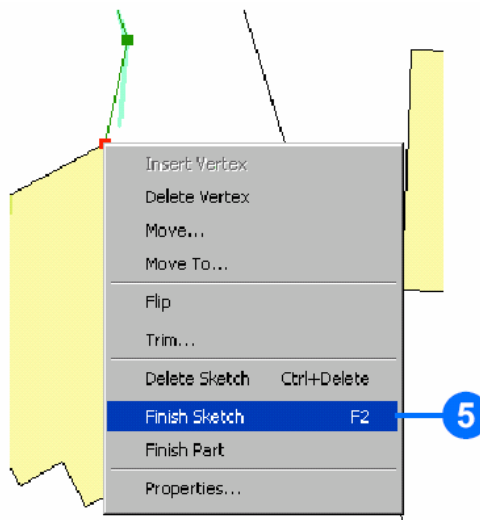 Insert Vertex
Delete Vertex
Move...
Move To...
Flip
Trim...
Delete Sketch Ctrl+Delete
Finish Sketch F2
5
Finish Part
Properties...